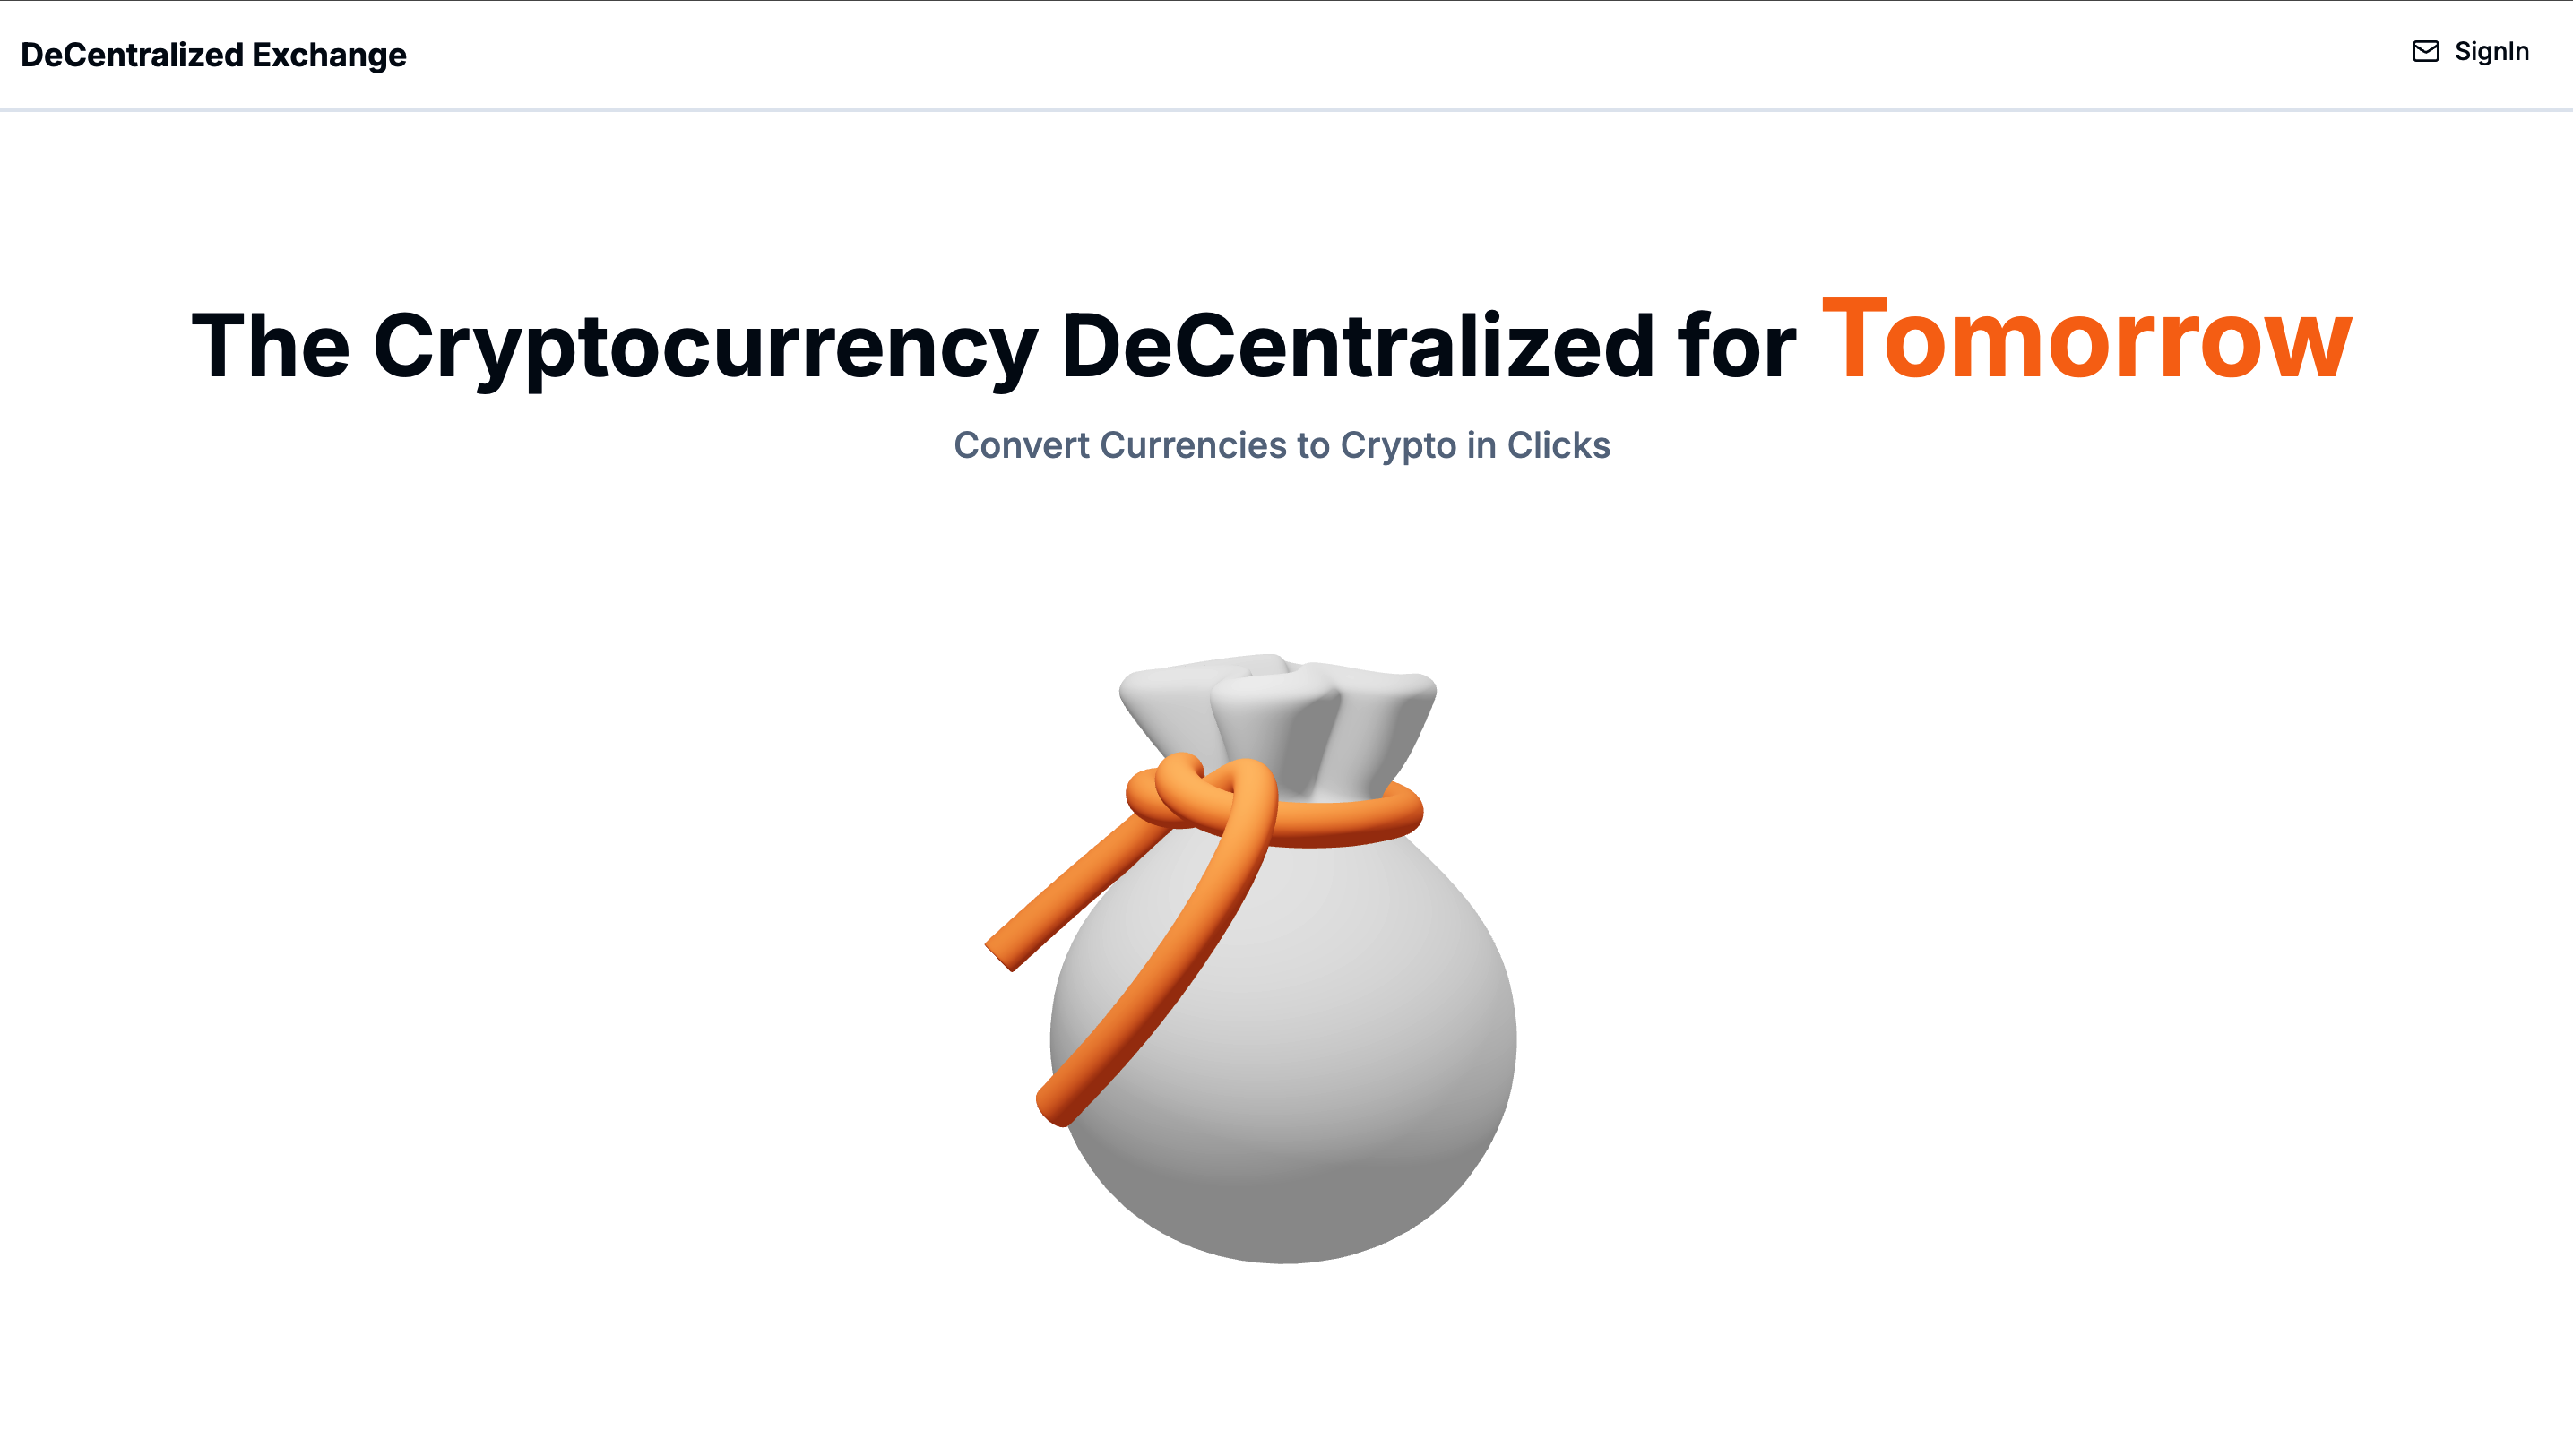 DeCentralized Exchange
SignIn
The Cryptocurrency DeCentralized for Tomorrow
Convert Currencies to Crypto in Clicks